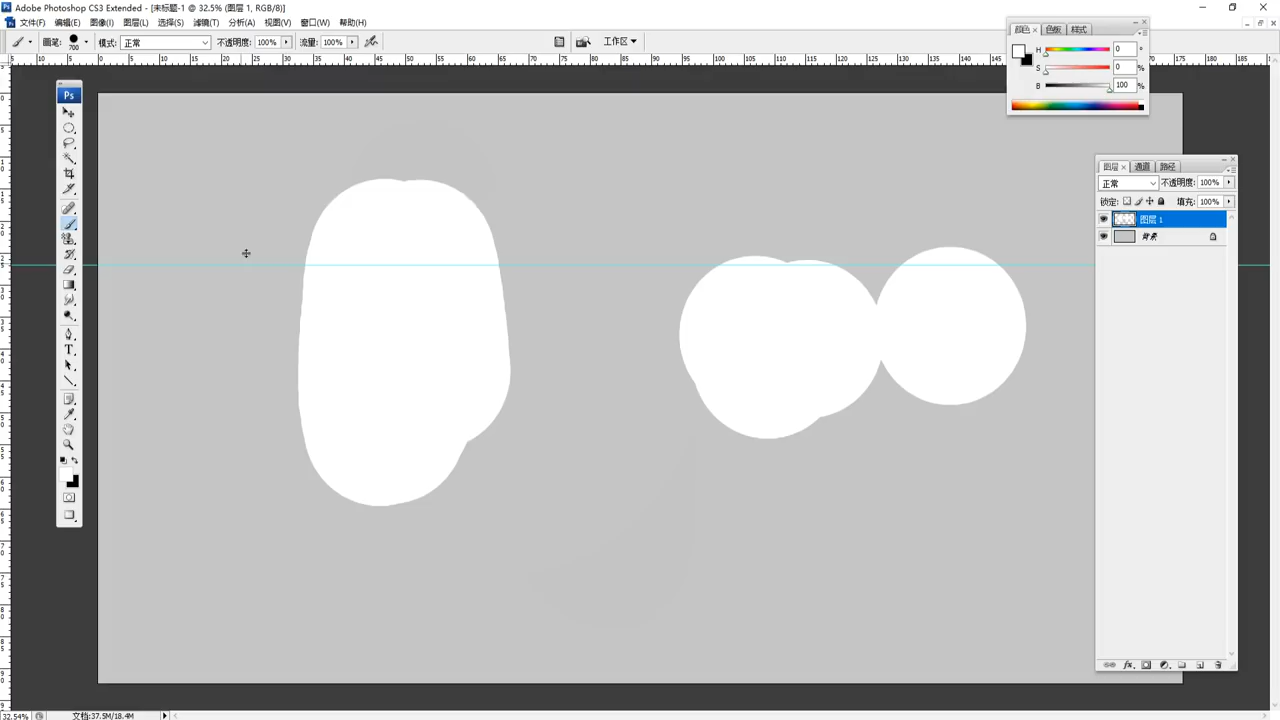 Adobe Photoshop CS3 Extended - [未标题-1 @ 32.5% (图层 1, RGB/8)]
文件(F) 编辑(E) 图像(I) 图层(L) 选择(S) 滤镜(T) 分析(A) 视图(V) 窗口(W) 帮助(H)
画笔: 700 模式: 正常 不透明度: 100% 流量: 100% 工作区
颜色 色板 样式
H 0 °
S 0 %
B 100 %
Ps
图层 通道 路径
正常 不透明度: 100%
锁定: 填充: 100%
图层 1
背景
T
fx
32.54% 文档:37.5M/18.4M